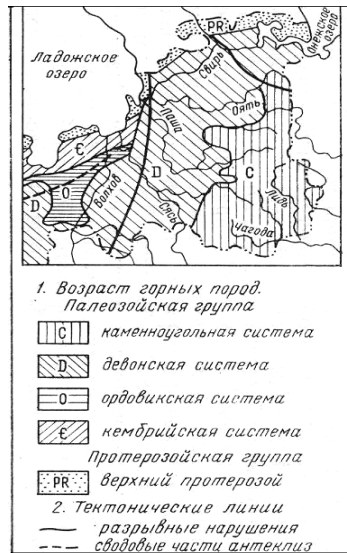 PR
Ладожское
озеро
Онежское
озеро
Свирь
Паша
Оять
Є
О
D
Волхов
D
С
Сясь
Лидь
Чагода
1. Возраст горных пород.
Палеозойская группа
С каменноугольная система
D девонская система
О ордовикская система
Є кембрийская система
Протерозойская группа
PR верхний протерозой
2. Тектонические линии
разрывные нарушения
сводовые части антеклиз